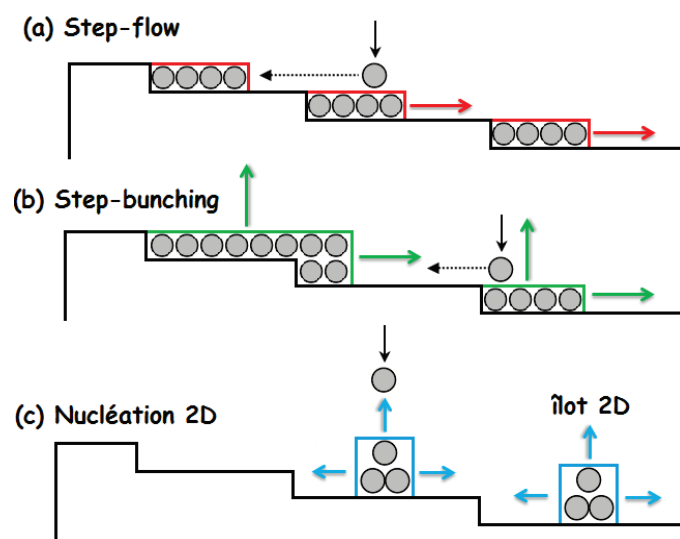 (a) Step-flow
(b) Step-bunching
(c) Nucléation 2D
îlot 2D